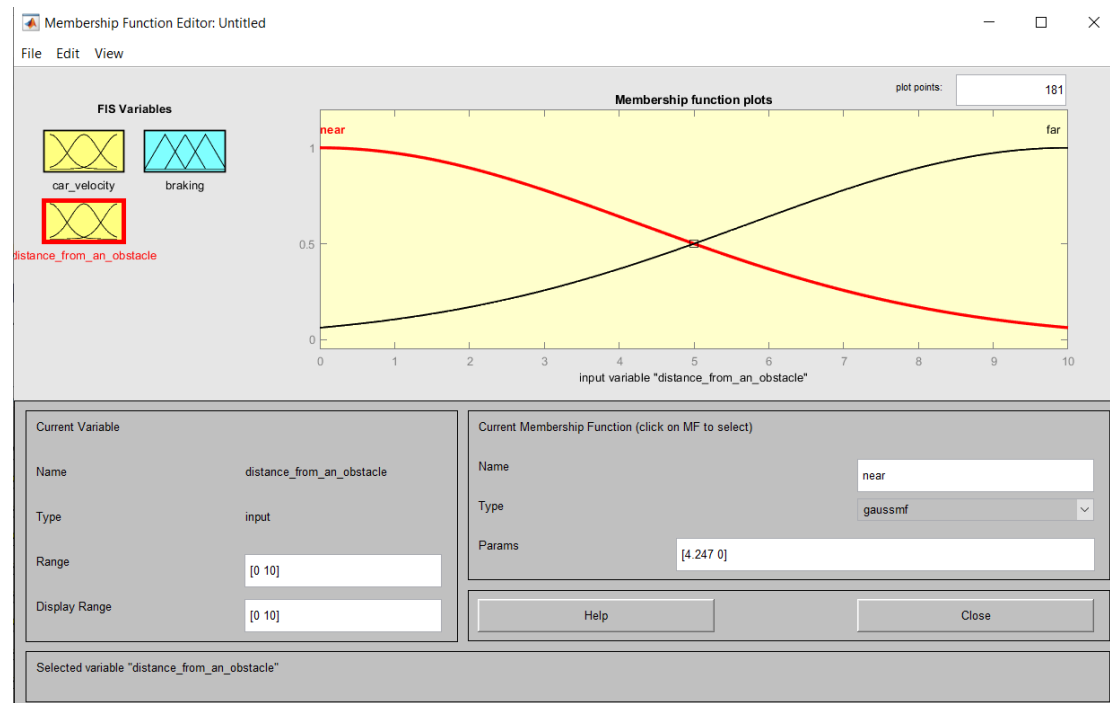 Membership Function Editor: Untitled
File Edit View
FIS Variables
car_velocity
braking
distance_from_an_obstacle
Membership function plots
plot points:
181
near
far
1
0.5
0
0 1 2 3 4 5 6 7 8 9 10
input variable "distance_from_an_obstacle"
Current Variable
Name distance_from_an_obstacle
Type input
Range [0 10]
Display Range [0 10]
Current Membership Function (click on MF to select)
Name near
Type gaussmf
Params [4.247 0]
Help Close
Selected variable "distance_from_an_obstacle"